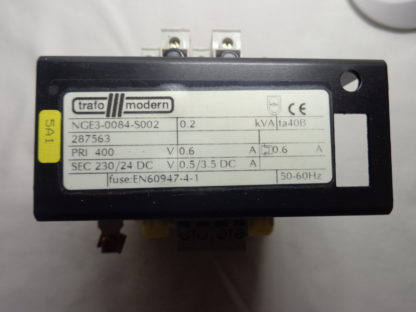 trafo modern CE
NGE3-0084-S002 0.2 kVA ta40B
287563
PRI 400 V 0.6 A 0.6 A
SEC 230/24 DC V 0.5/3.5 DC A
fuse:EN60947-4-1 50-60Hz
5A1